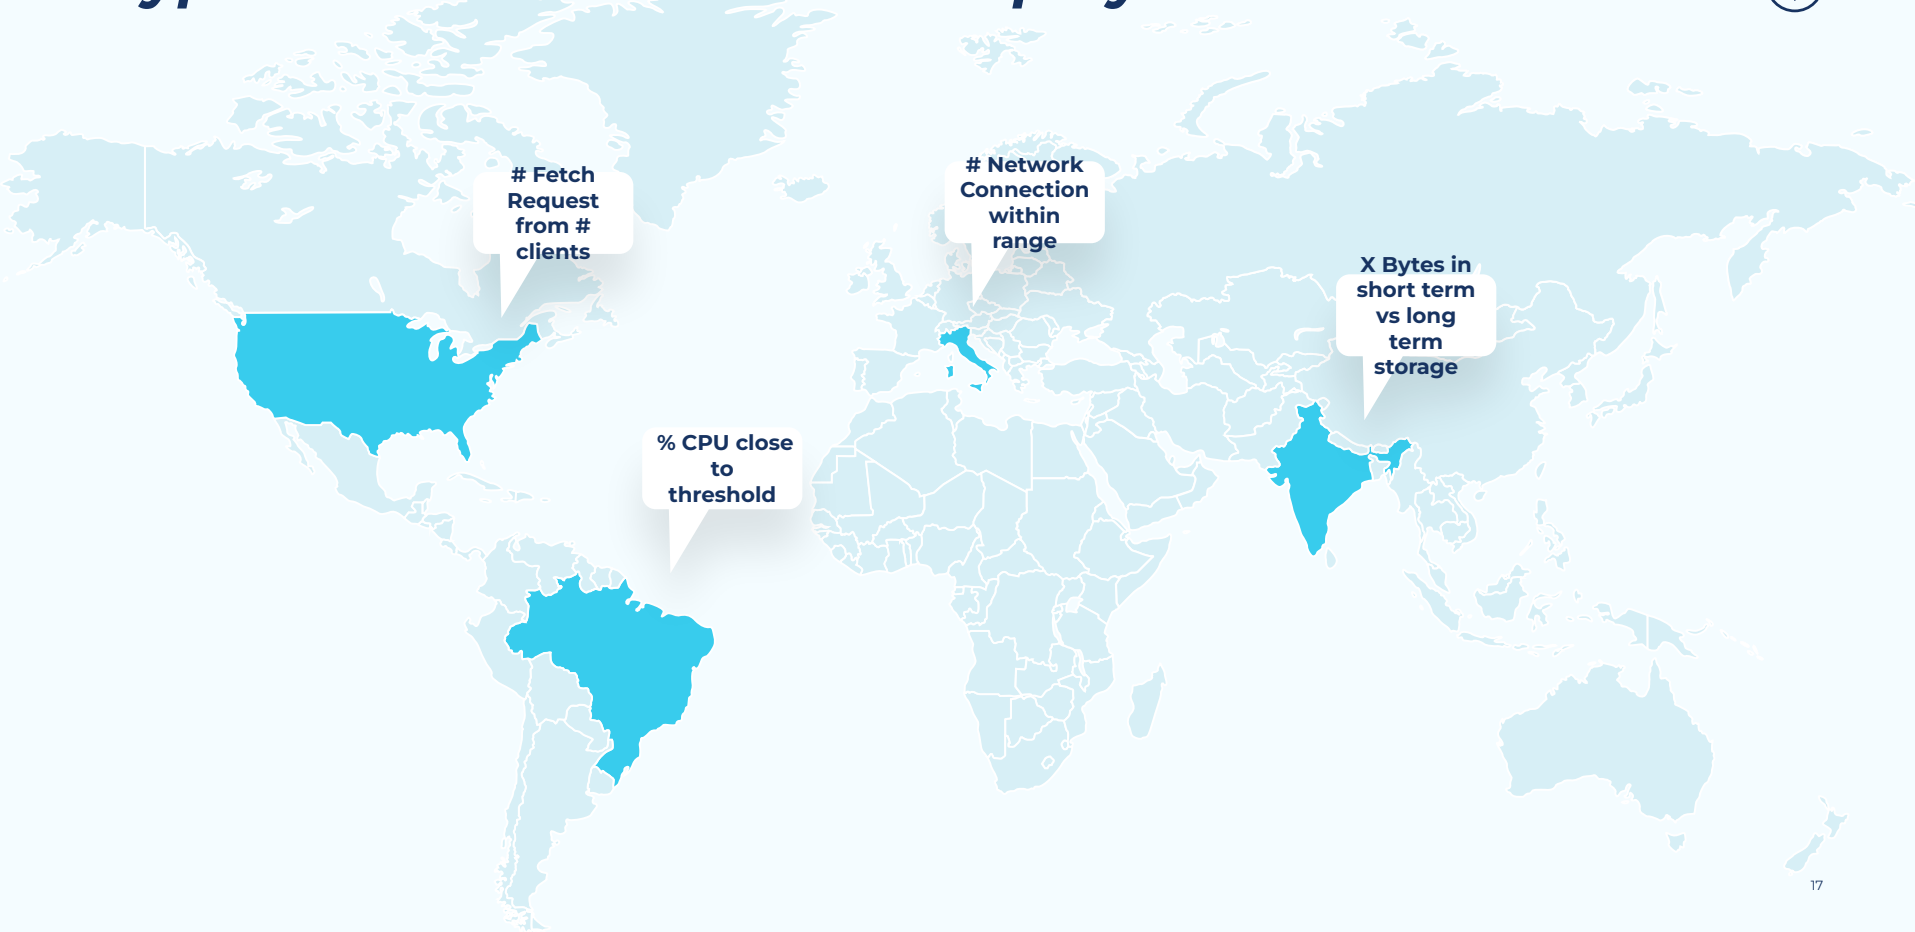 # Fetch
Request
from #
clients
# Network
Connection
within
range
X Bytes in
short term
vs long
term
storage
% CPU close
to
threshold
17